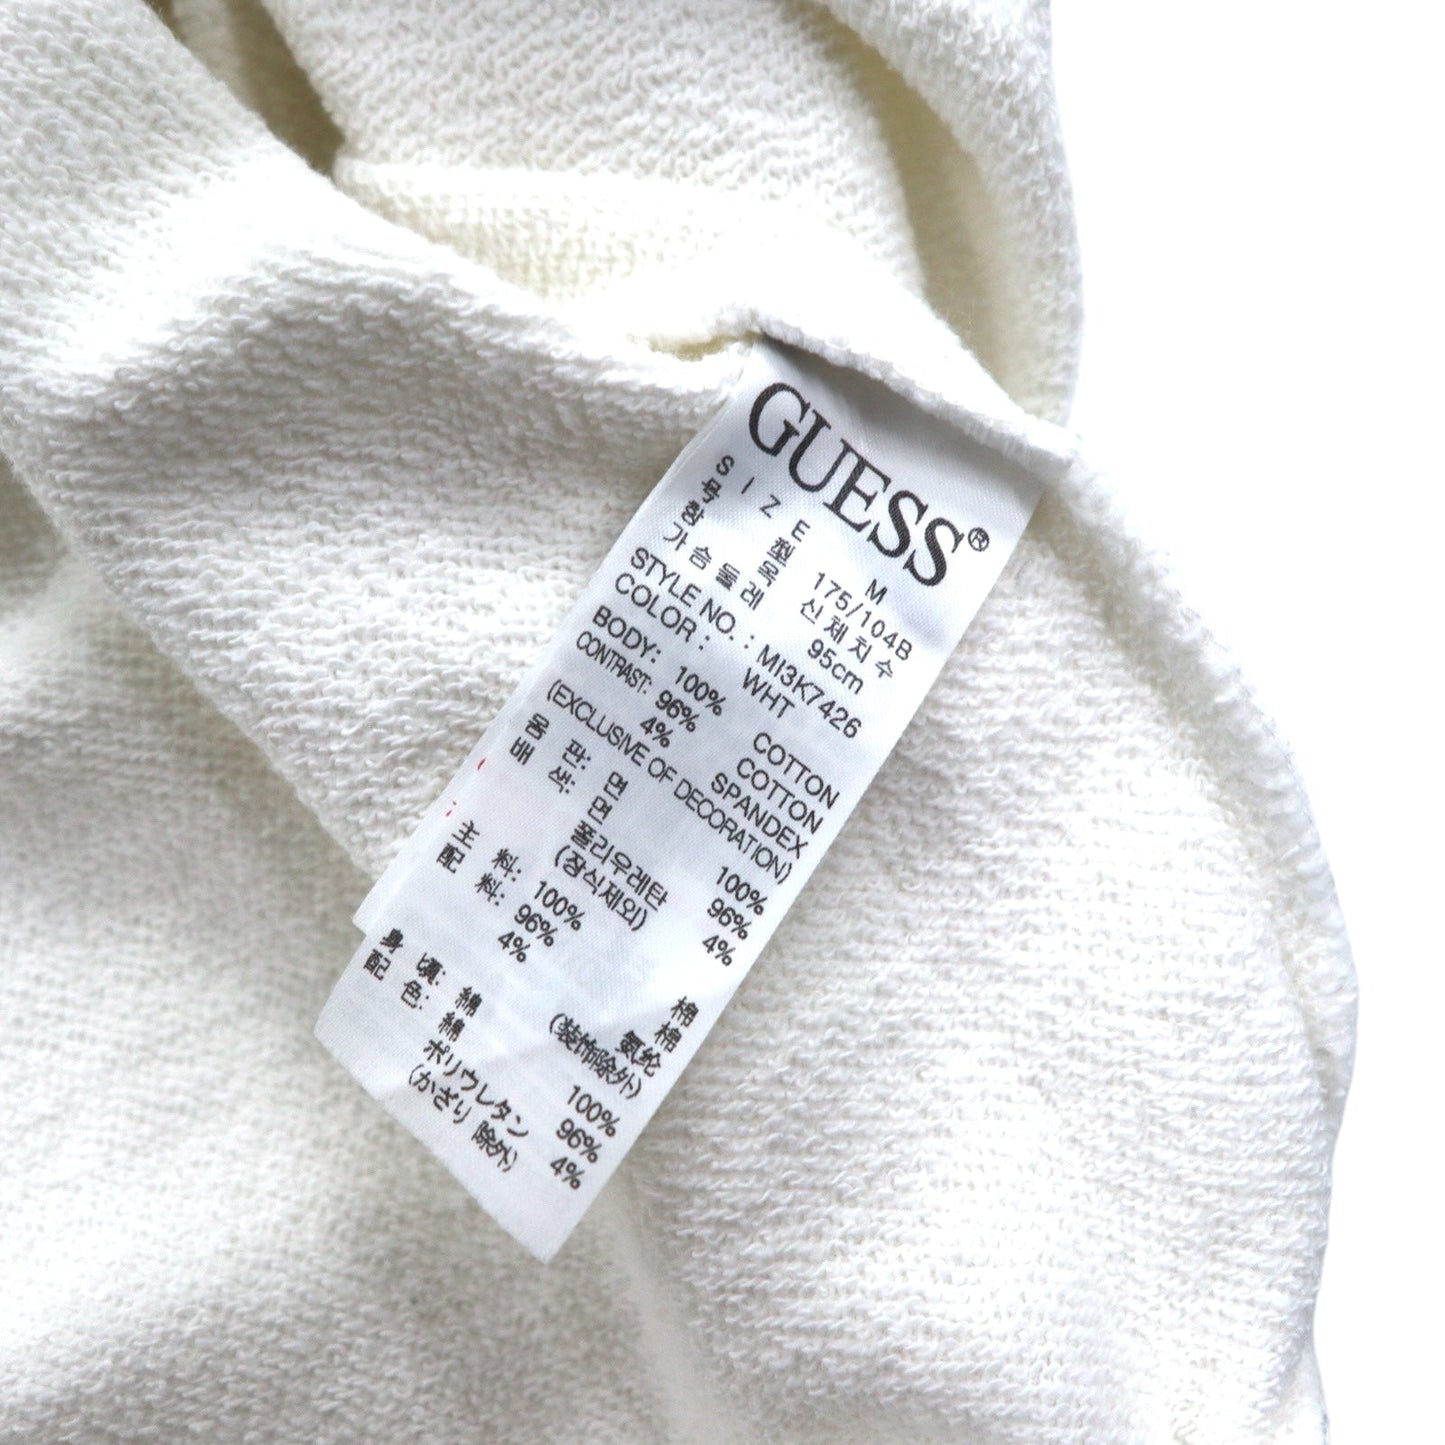 GUESS®
SIZE M
号型 175/104B
항목 신체치수
가슴둘레 95cm
STYLE NO. : MI3K7426
COLOR : WHT
BODY: 100% COTTON
CONTRAST: 96% COTTON
4% SPANDEX
(EXCLUSIVE OF DECORATION)
몸 판: 면 100%
배 색: 면 96%
폴리우레탄 4%
(장식제외)
主 料: 100% 棉
配 料: 96% 棉
4% 氨纶
(装饰除外)
身 頃: 綿 100%
配 色: 綿 96%
ポリウレタン 4%
(かざり 除外)